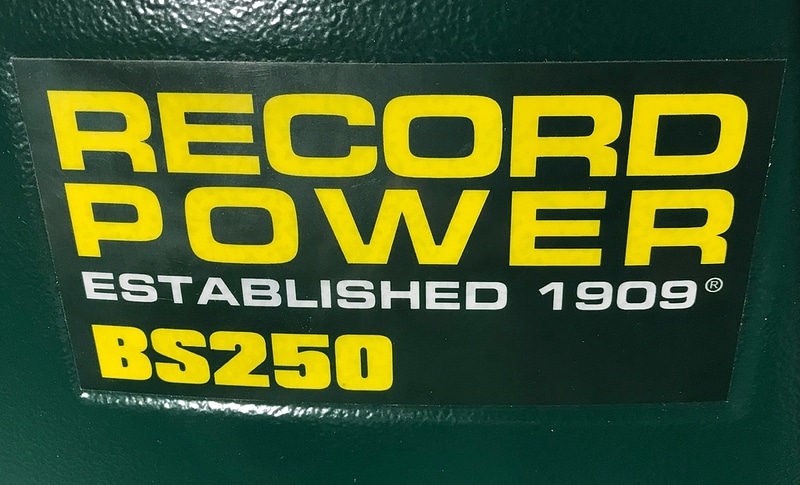 RECORD
POWER
ESTABLISHED 1909®
BS250